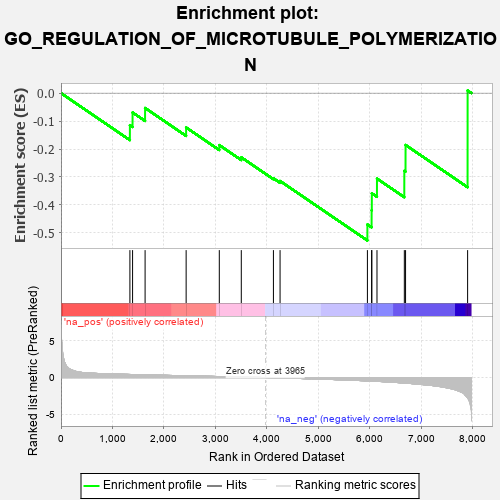 Enrichment plot:
GO_REGULATION_OF_MICROTUBULE_POLYMERIZATIO
N
Enrichment score (ES)
0.0
-0.1
-0.2
-0.3
-0.4
-0.5
'na_pos' (positively correlated)
Ranked list metric (PreRanked)
5
0
-5
Zero cross at 3965
'na_neg' (negatively correlated)
0
1,000
2,000
3,000
4,000
5,000
6,000
7,000
8,000
Rank in Ordered Dataset
Enrichment profile
Hits
Ranking metric scores